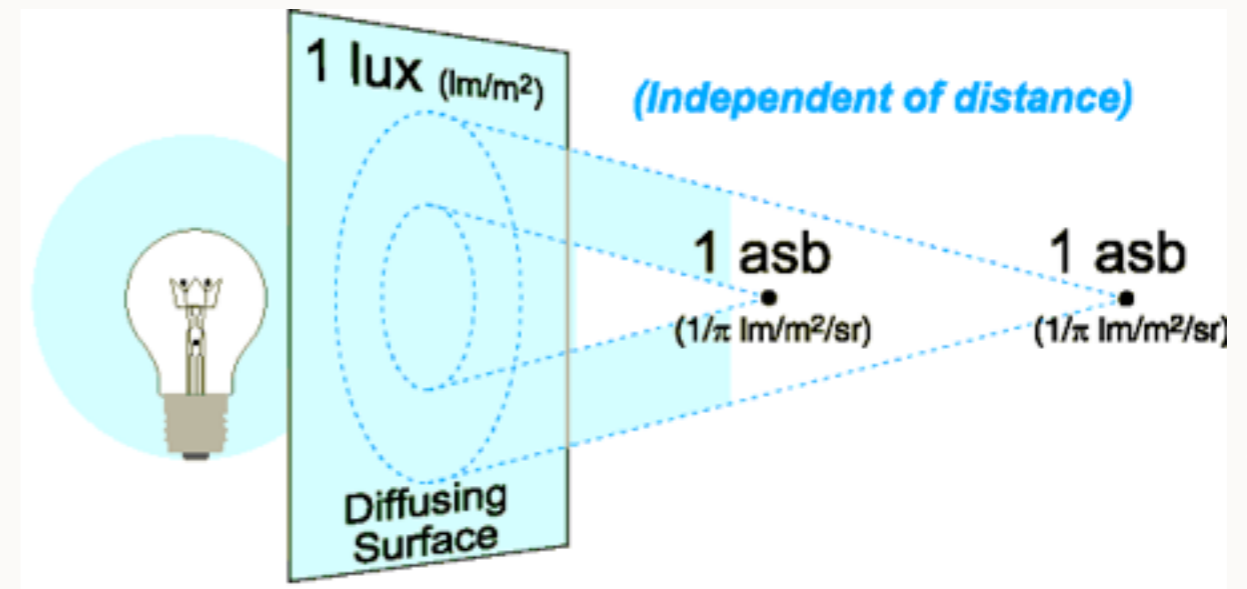 1 lux (lm/m²)
(Independent of distance)
1 asb
(1/π lm/m²/sr)
1 asb
(1/π lm/m²/sr)
Diffusing
Surface